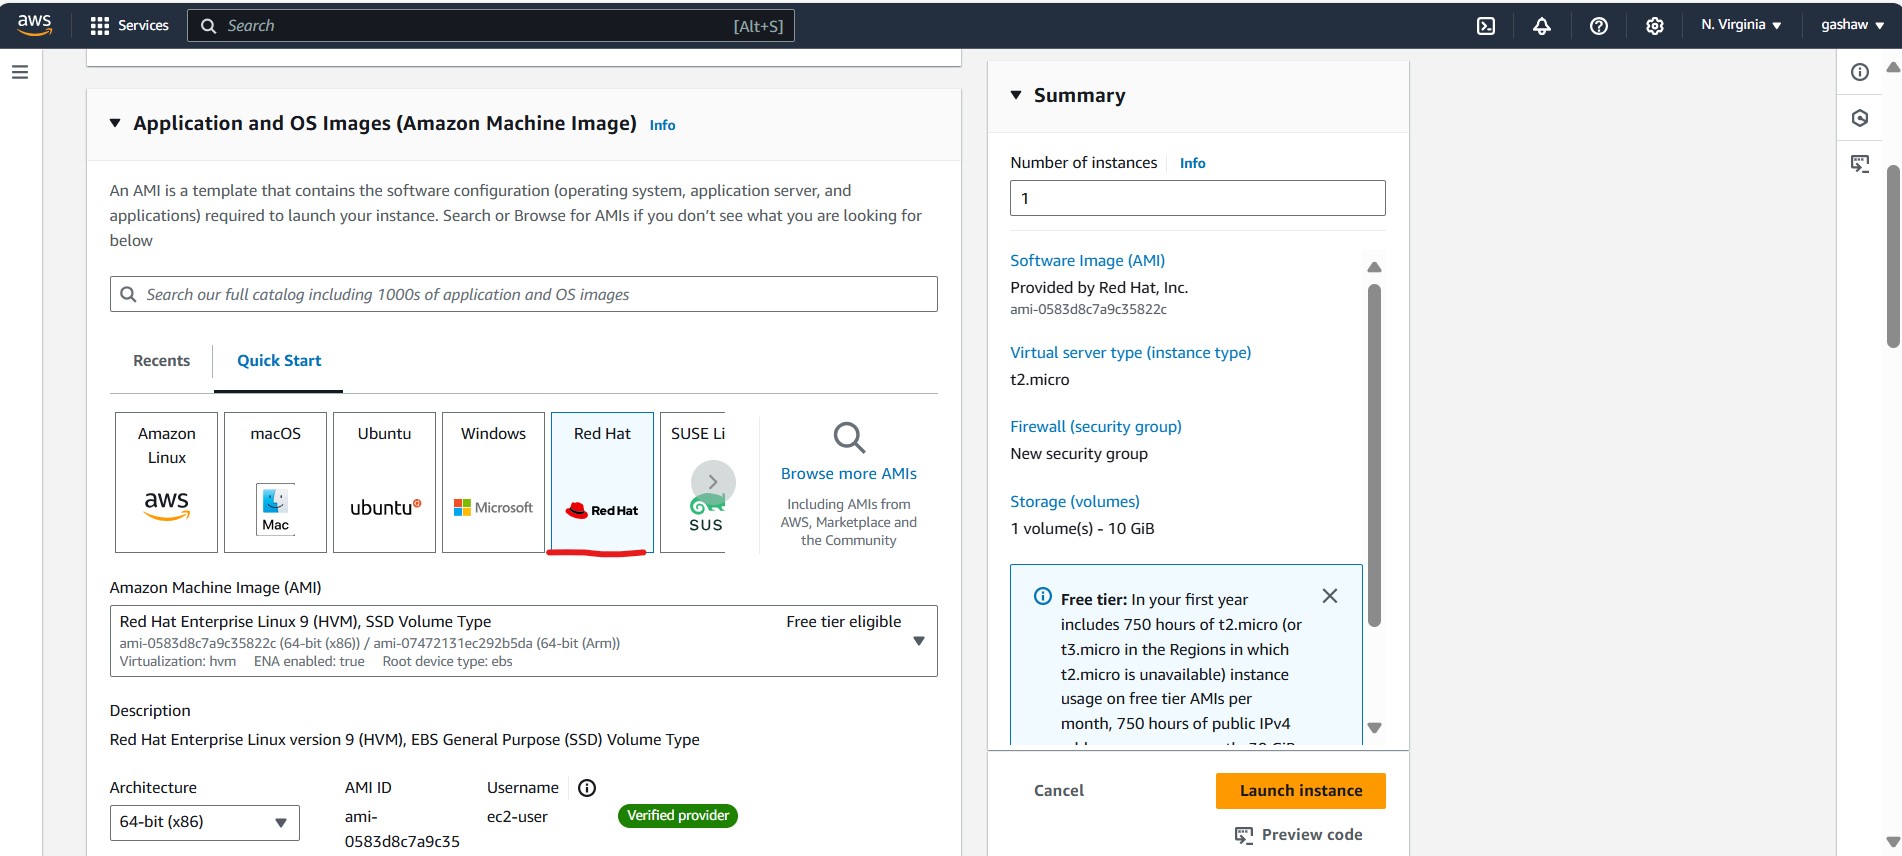 aws
Services
Search
[Alt+S]
N. Virginia
gashaw
Application and OS Images (Amazon Machine Image)
Info
An AMI is a template that contains the software configuration (operating system, application server, and
applications) required to launch your instance. Search or Browse for AMIs if you don’t see what you are looking for
below
Search our full catalog including 1000s of application and OS images
Recents
Quick Start
Amazon
Linux
aws
macOS
Mac
Ubuntu
ubuntu
Windows
Microsoft
Red Hat
Red Hat
SUSE Li
SUS
Browse more AMIs
Including AMIs from
AWS, Marketplace and
the Community
Amazon Machine Image (AMI)
Red Hat Enterprise Linux 9 (HVM), SSD Volume Type
Free tier eligible
ami-0583d8c7a9c35822c (64-bit (x86)) / ami-07472131ec292b5da (64-bit (Arm))
Virtualization: hvm ENA enabled: true Root device type: ebs
Description
Red Hat Enterprise Linux version 9 (HVM), EBS General Purpose (SSD) Volume Type
Architecture
64-bit (x86)
AMI ID
ami-
0583d8c7a9c35
Username
ec2-user
Verified provider
Summary
Number of instances
Info
1
Software Image (AMI)
Provided by Red Hat, Inc.
ami-0583d8c7a9c35822c
Virtual server type (instance type)
t2.micro
Firewall (security group)
New security group
Storage (volumes)
1 volume(s) - 10 GiB
Free tier: In your first year
includes 750 hours of t2.micro (or
t3.micro in the Regions in which
t2.micro is unavailable) instance
usage on free tier AMIs per
month, 750 hours of public IPv4
Cancel
Launch instance
Preview code